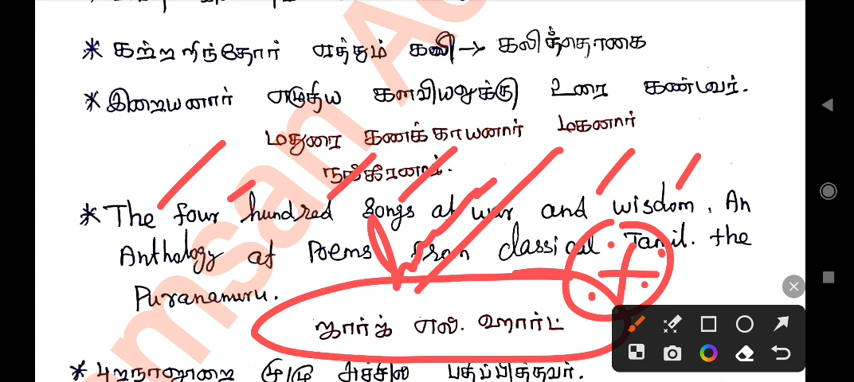 * கற்றறிந்தோர் ஏத்தும் கலி → கலித்தொகை
* இறையனார் எழுதிய களவியலுக்கு உரை கண்டவர்.
மதுரை கணக்காயனார் மகனார்
நக்கீரனார்.
* The four hundred songs of war and wisdom. An
Anthology of Poems from classical Tamil. the
Purananuru.
ஜார்ஜ் எல். ஹார்ட்
* புறநானூறை அச்சில பதிப்பித்தவர்.